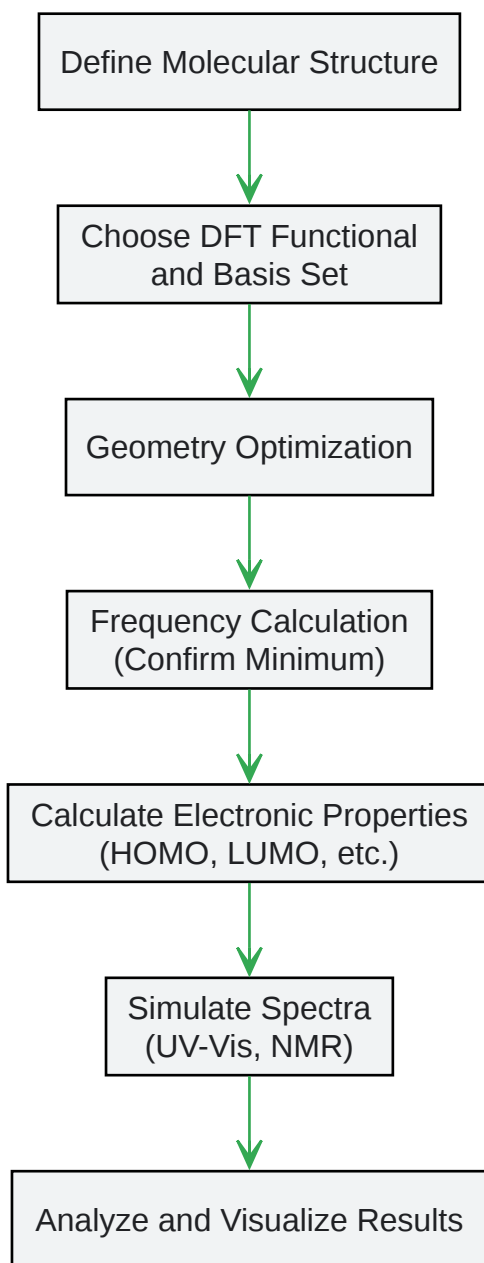 Define Molecular Structure
Choose DFT Functional
and Basis Set
Geometry Optimization
Frequency Calculation
(Confirm Minimum)
Calculate Electronic Properties
(HOMO, LUMO, etc.)
Simulate Spectra
(UV-Vis, NMR)
Analyze and Visualize Results